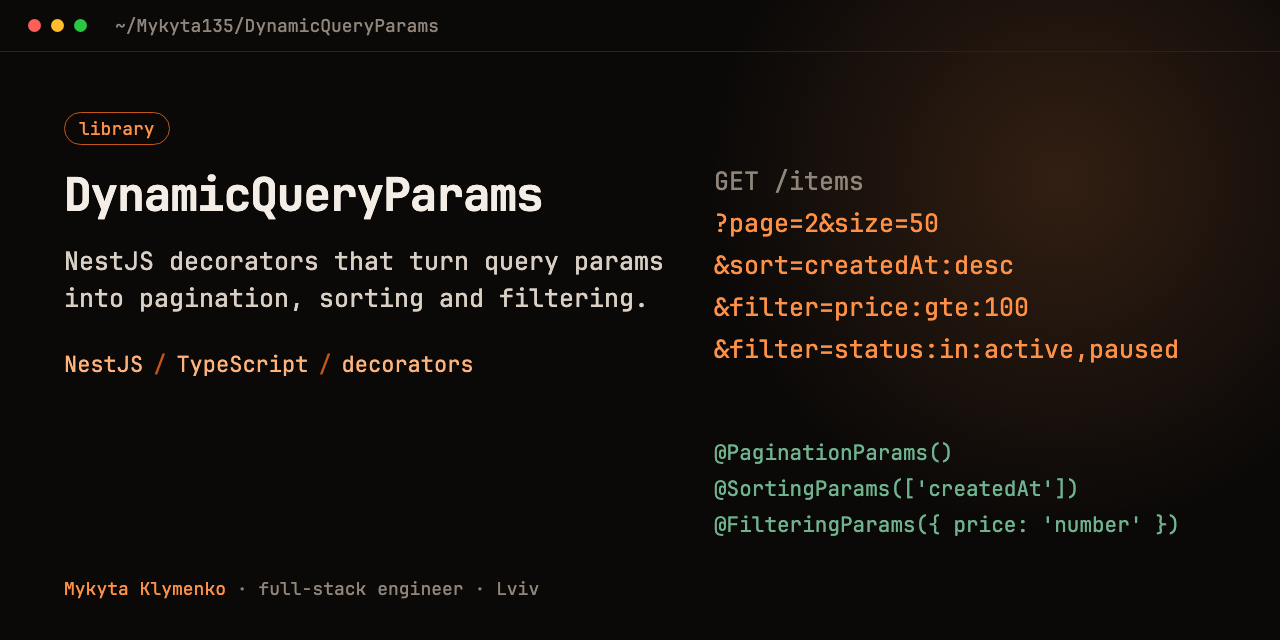 ~/Mykyta135/DynamicQueryParams
library
DynamicQueryParams
NestJS decorators that turn query params
into pagination, sorting and filtering.
NestJS / TypeScript / decorators
GET /items
?page=2&size=50
&sort=createdAt:desc
&filter=price:gte:100
&filter=status:in:active,paused
@PaginationParams()
@SortingParams(['createdAt'])
@FilteringParams({ price: 'number' })
Mykyta Klymenko · full-stack engineer · Lviv